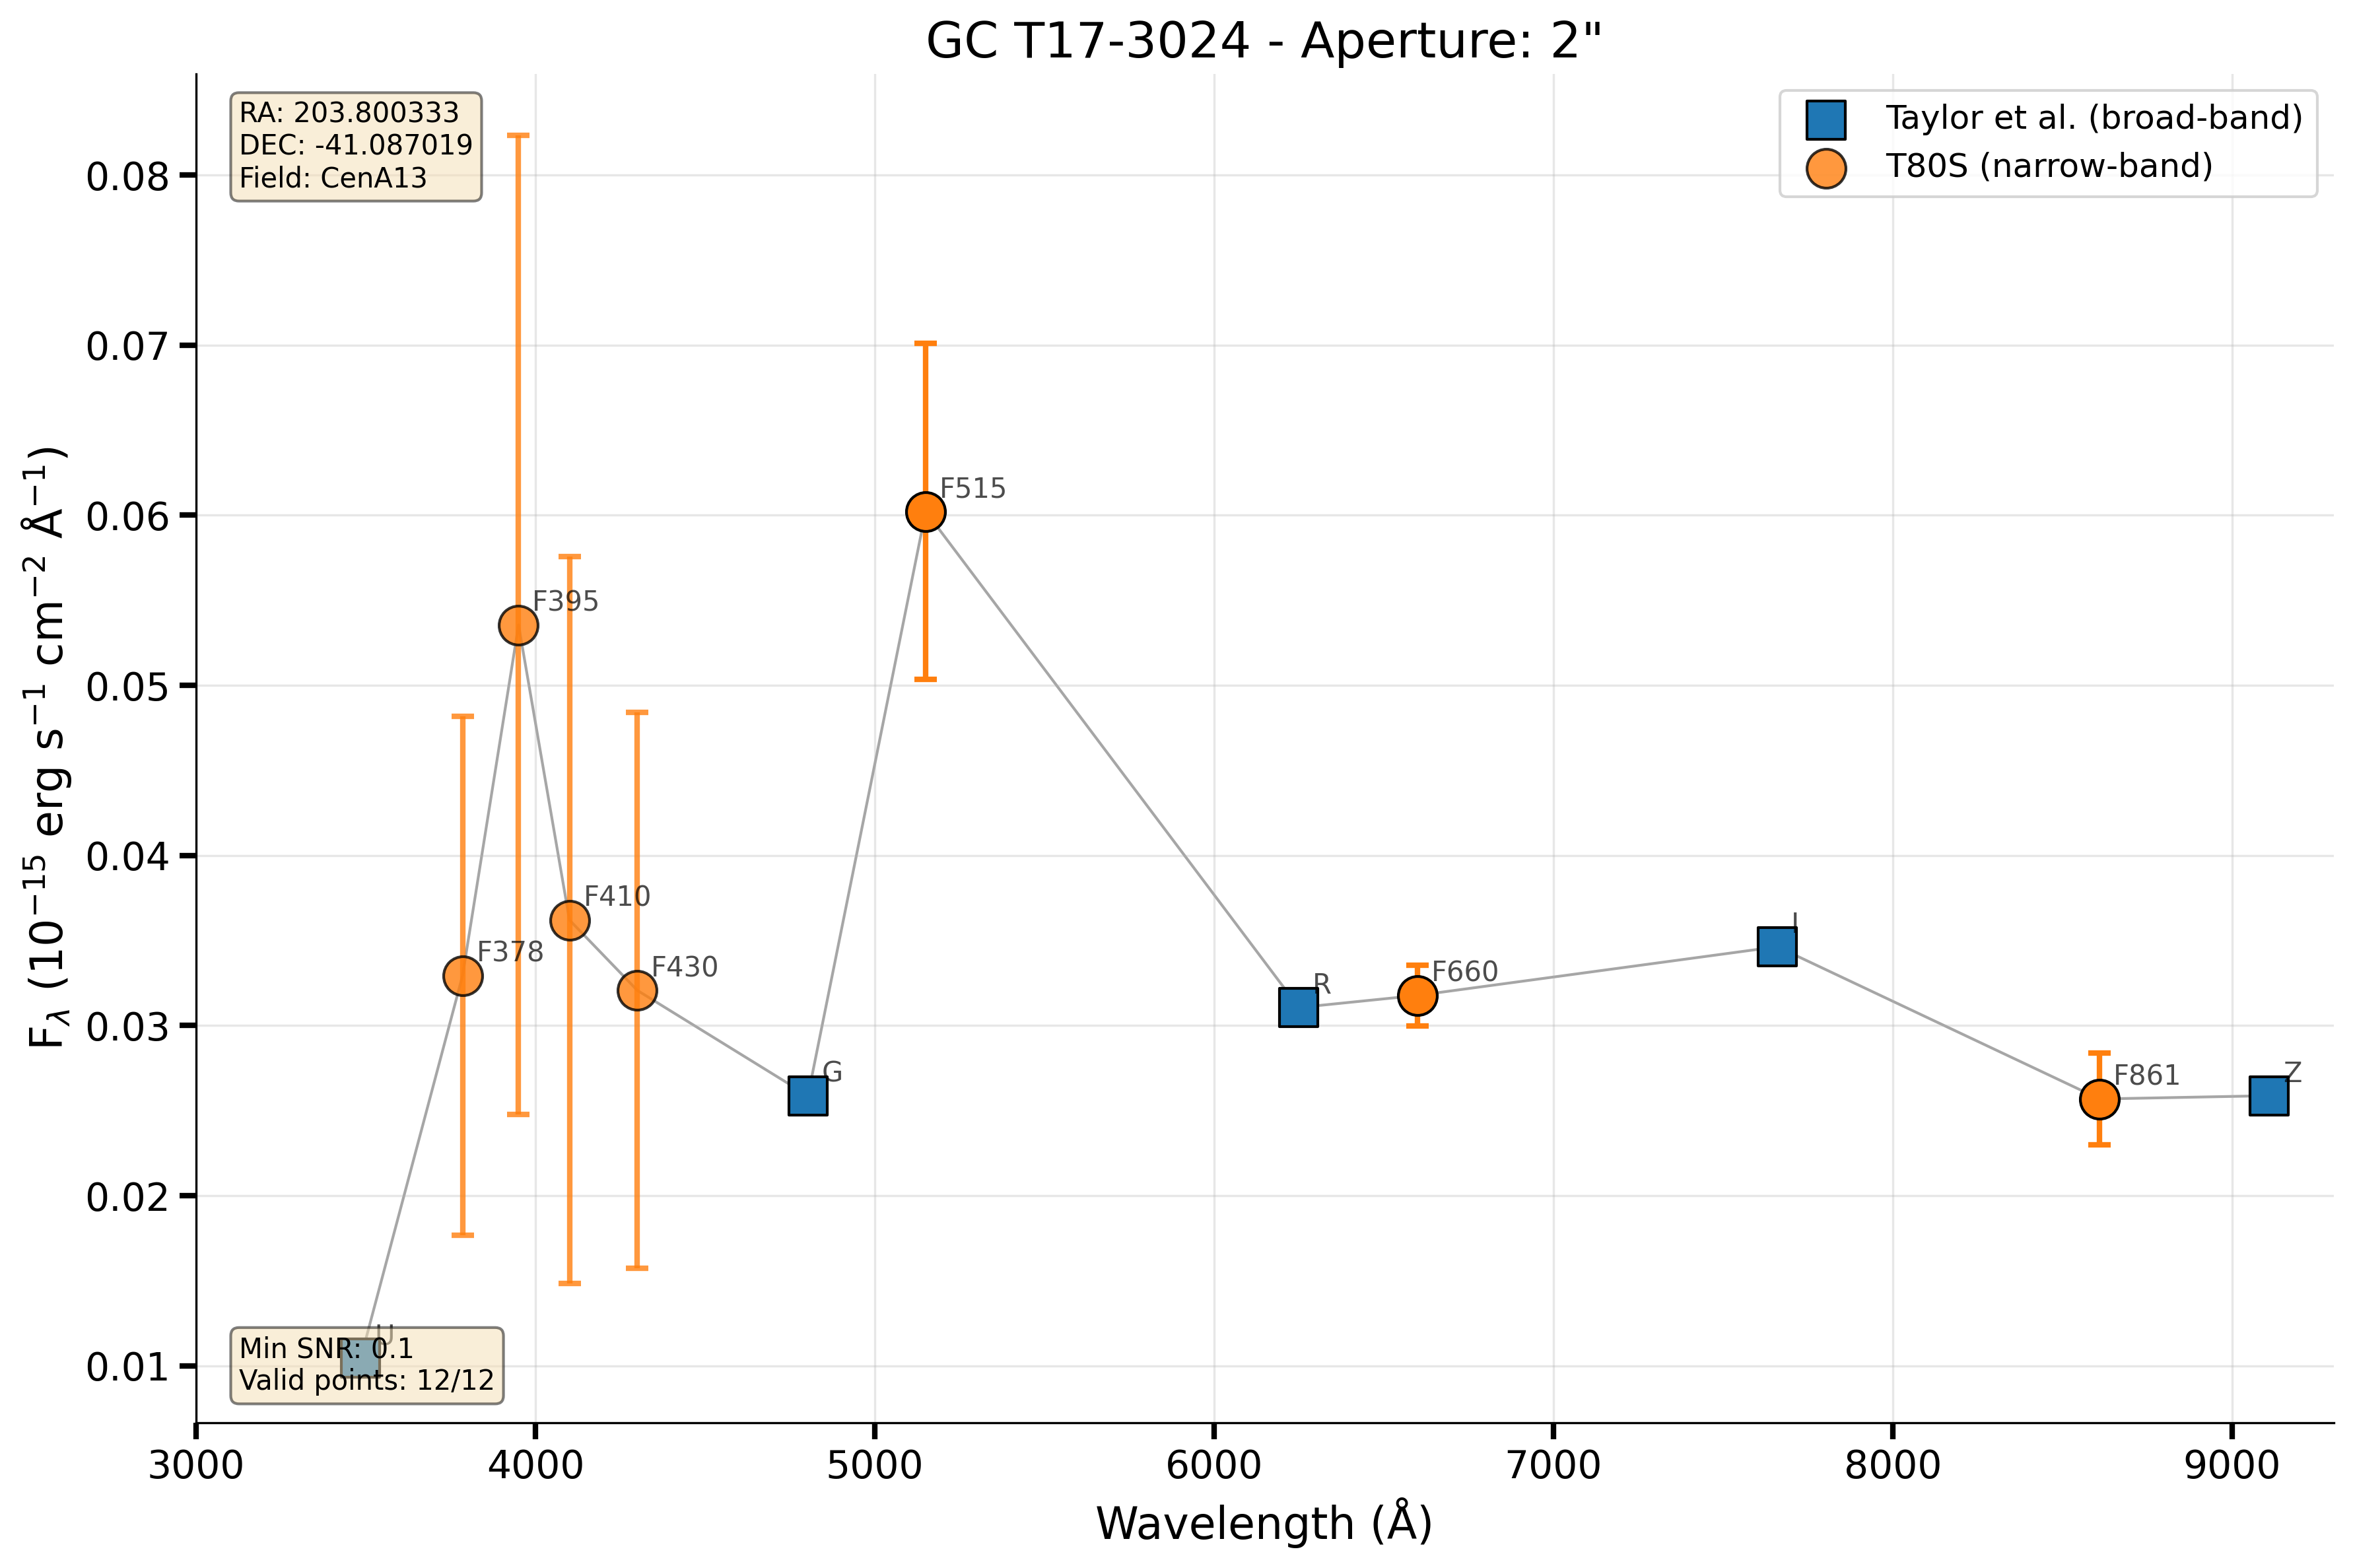 GC T17-3024 - Aperture: 2"
RA: 203.800333
DEC: -41.087019
Field: CenA13
Taylor et al. (broad-band)
T80S (narrow-band)
F_λ (10⁻¹⁵ erg s⁻¹ cm⁻² Å⁻¹)
0.08
0.07
0.06
0.05
0.04
0.03
0.02
0.01
F515
F395
F410
F378
F430
G
R
F660
I
F861
Z
U
Min SNR: 0.1
Valid points: 12/12
3000 4000 5000 6000 7000 8000 9000
Wavelength (Å)